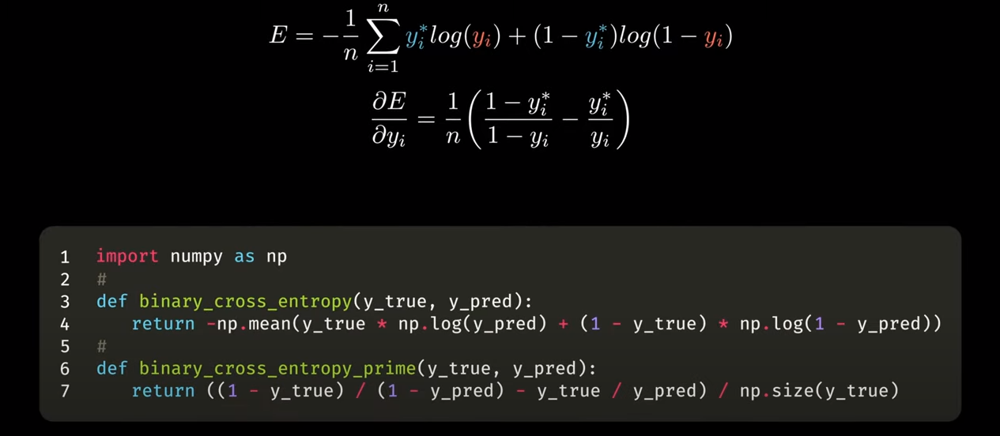 E = −\frac{1}{n} \sum_{i=1}^{n} y_i^* log(y_i) + (1 − y_i^*)log(1 − y_i)
\frac{∂E}{∂y_i} = \frac{1}{n} \left( \frac{1 − y_i^*}{1 − y_i} − \frac{y_i^*}{y_i} \right)
1 import numpy as np
2 #
3 def binary_cross_entropy(y_true, y_pred):
4     return -np.mean(y_true * np.log(y_pred) + (1 - y_true) * np.log(1 - y_pred))
5 #
6 def binary_cross_entropy_prime(y_true, y_pred):
7     return ((1 - y_true) / (1 - y_pred) - y_true / y_pred) / np.size(y_true)